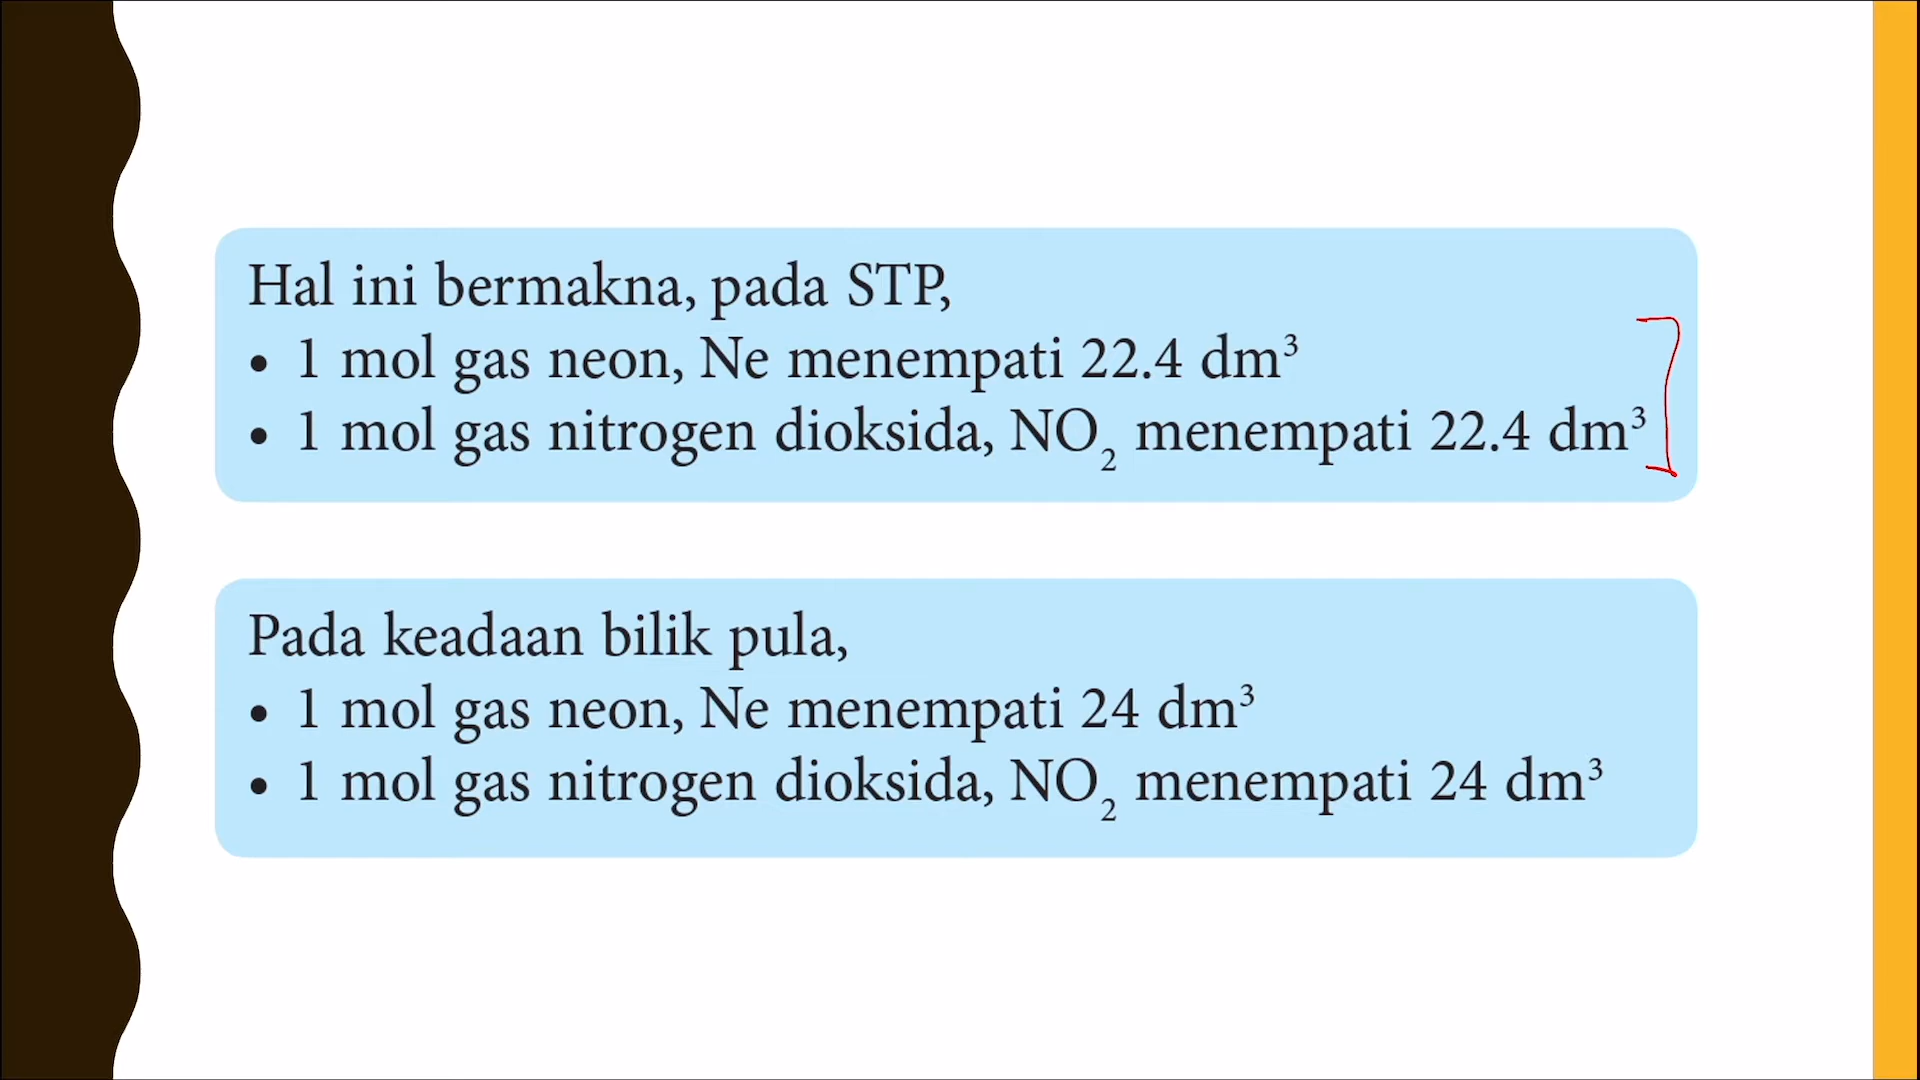 Hal ini bermakna, pada STP,
• 1 mol gas neon, Ne menempati 22.4 dm³
• 1 mol gas nitrogen dioksida, NO₂ menempati 22.4 dm³
Pada keadaan bilik pula,
• 1 mol gas neon, Ne menempati 24 dm³
• 1 mol gas nitrogen dioksida, NO₂ menempati 24 dm³